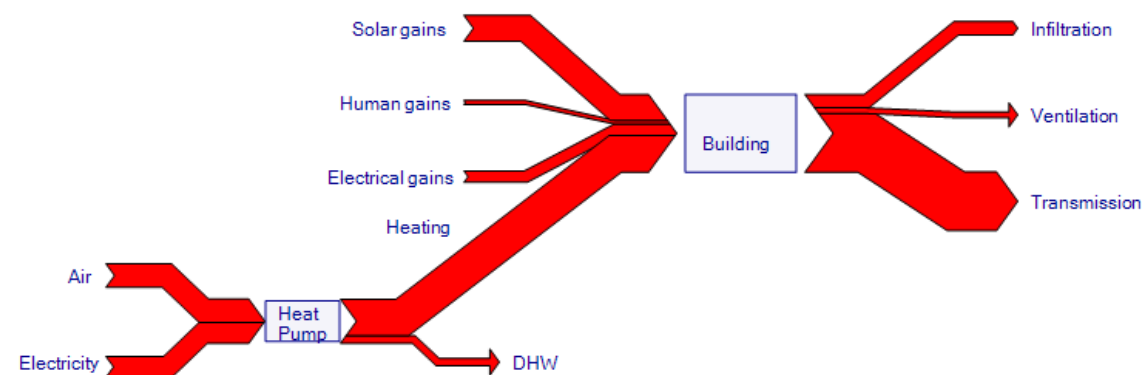 Solar gains
Infiltration
Human gains
Ventilation
Building
Electrical gains
Transmission
Heating
Air
Heat
Pump
Electricity
DHW